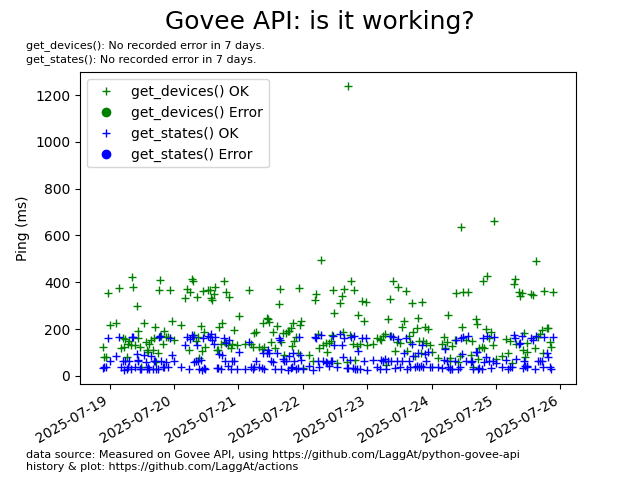 Govee API: is it working?
get_devices(): No recorded error in 7 days.
get_states(): No recorded error in 7 days.
get_devices() OK
get_devices() Error
get_states() OK
get_states() Error
Ping (ms)
1200
1000
800
600
400
200
0
2025-07-19
2025-07-20
2025-07-21
2025-07-22
2025-07-23
2025-07-24
2025-07-25
2025-07-26
data source: Measured on Govee API, using https://github.com/LaggAt/python-govee-api
history & plot: https://github.com/LaggAt/actions